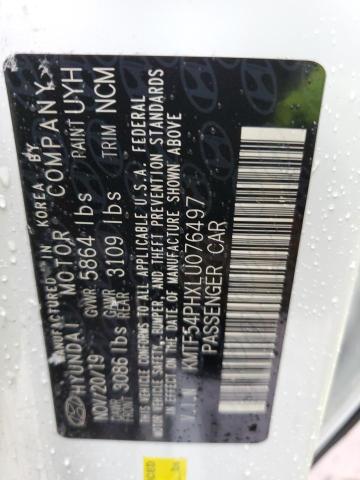 MANUFACTURED IN KOREA BY
HYUNDAI MOTOR COMPANY
NOV/20/19 GVWR 5864 lbs PAINT UYH
GAWR FRONT 3086 lbs GAWR REAR 3109 lbs TRIM NCM
THIS VEHICLE CONFORMS TO ALL APPLICABLE U.S.A. FEDERAL
MOTOR VEHICLE SAFETY, BUMPER, AND THEFT PREVENTION STANDARDS
IN EFFECT ON THE DATE OF MANUFACTURE SHOWN ABOVE
V.I.N : KMTF54PHXLU076497
PASSENGER CAR